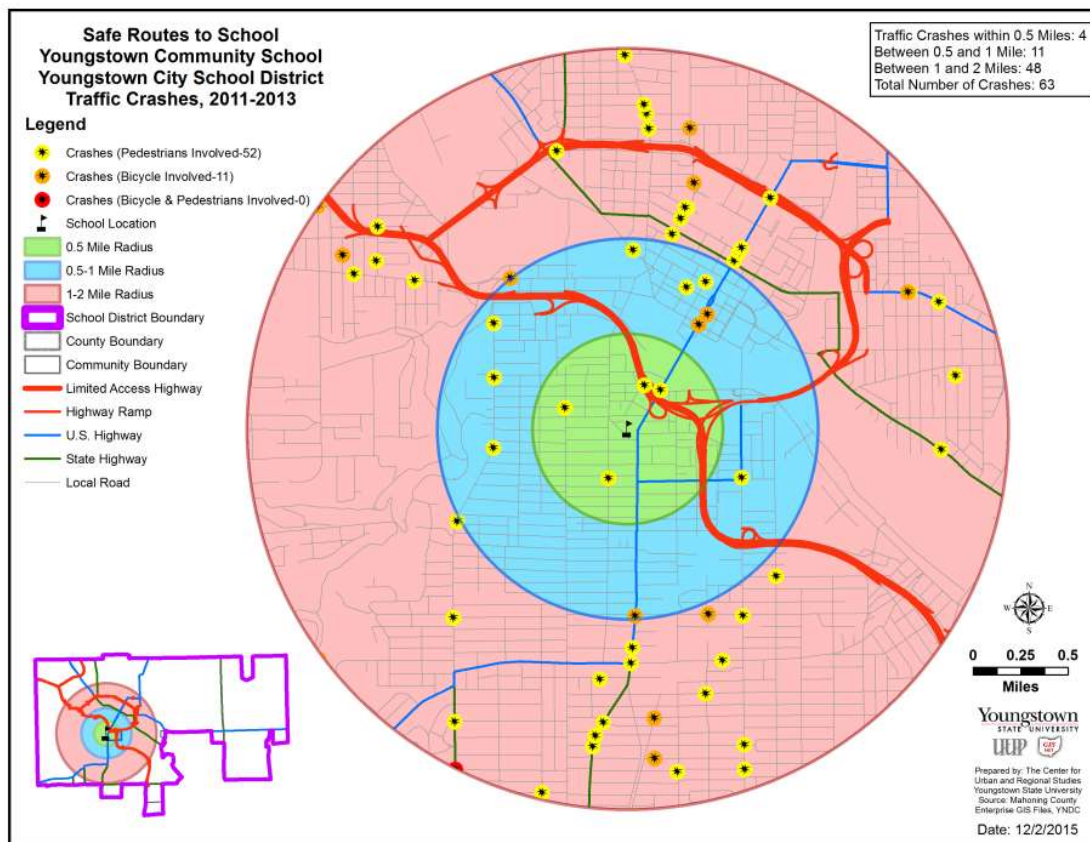 Safe Routes to School
Youngstown Community School
Youngstown City School District
Traffic Crashes, 2011-2013
Traffic Crashes within 0.5 Miles: 4
Between 0.5 and 1 Mile: 11
Between 1 and 2 Miles: 48
Total Number of Crashes: 63
Legend
Crashes (Pedestrians Involved-52)
Crashes (Bicycle Involved-11)
Crashes (Bicycle & Pedestrians Involved-0)
School Location
0.5 Mile Radius
0.5-1 Mile Radius
1-2 Mile Radius
School District Boundary
County Boundary
Community Boundary
Limited Access Highway
Highway Ramp
U.S. Highway
State Highway
Local Road
N
W E
S
0 0.25 0.5
Miles
Youngstown
STATE UNIVERSITY
Prepared by: The Center for
Urban and Regional Studies
Youngstown State University
Source: Mahoning County
Enterprise GIS Files, YNDC
Date: 12/2/2015